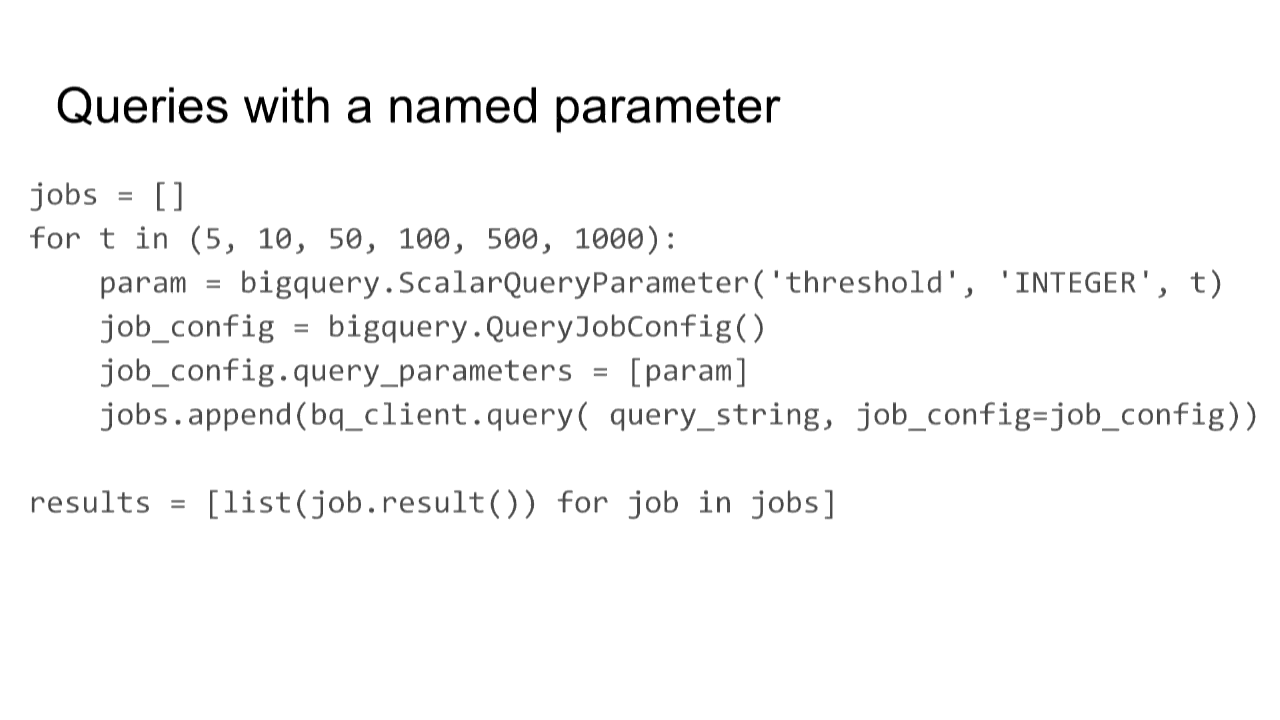 Queries with a named parameter
jobs = []
for t in (5, 10, 50, 100, 500, 1000):
    param = bigquery.ScalarQueryParameter('threshold', 'INTEGER', t)
    job_config = bigquery.QueryJobConfig()
    job_config.query_parameters = [param]
    jobs.append(bq_client.query( query_string, job_config=job_config))
results = [list(job.result()) for job in jobs]